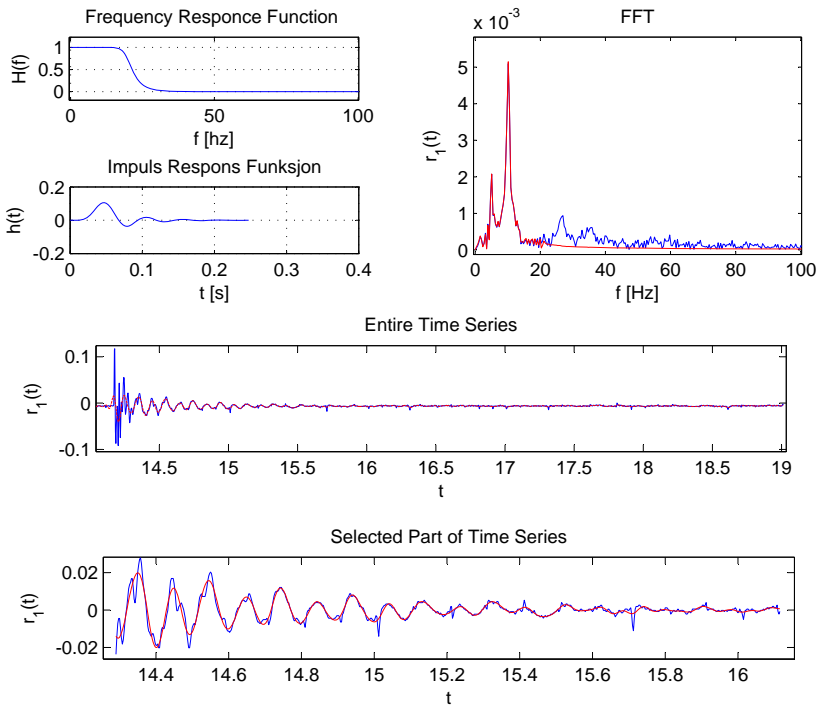 Frequency Responce Function
H(f)
1
0.5
0
0 50 100
f [hz]
Impuls Respons Funksjon
h(t)
0.2
0
-0.2
0 0.1 0.2 0.3 0.4
t [s]
x 10⁻³
FFT
r₁(t)
5
4
3
2
1
0
0 20 40 60 80 100
f [Hz]
Entire Time Series
r₁(t)
0.1
0
-0.1
14.5 15 15.5 16 16.5 17 17.5 18 18.5 19
t
Selected Part of Time Series
r₁(t)
0.02
0
-0.02
14.4 14.6 14.8 15 15.2 15.4 15.6 15.8 16
t